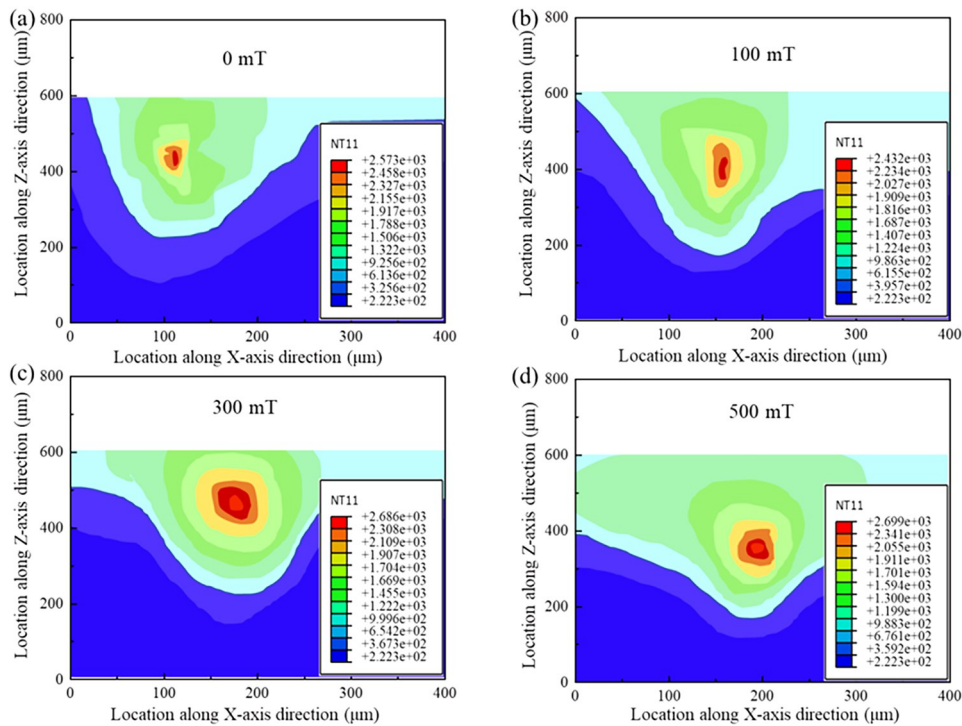 (a)
800
600
400
200
0
Location along Z-axis direction (μm)
0 mT
NT11
+2.573e+03
+2.458e+03
+2.327e+03
+2.155e+03
+1.917e+03
+1.788e+03
+1.506e+03
+1.322e+03
+9.256e+02
+6.136e+02
+3.256e+02
+2.223e+02
0 100 200 300 400
Location along X-axis direction (μm)
(b)
800
600
400
200
0
Location along Z-axis direction (μm)
100 mT
NT11
+2.432e+03
+2.234e+03
+2.027e+03
+1.909e+03
+1.816e+03
+1.687e+03
+1.407e+03
+1.224e+03
+9.863e+02
+6.155e+02
+3.957e+02
+2.223e+02
0 100 200 300 400
Location along X-axis direction (μm)
(c)
800
600
400
200
0
Location along Z-axis direction (μm)
300 mT
NT11
+2.686e+03
+2.308e+03
+2.109e+03
+1.907e+03
+1.704e+03
+1.669e+03
+1.455e+03
+1.222e+03
+9.996e+02
+6.542e+02
+3.673e+02
+2.223e+02
0 100 200 300 400
Location along X-axis direction (μm)
(d)
800
600
400
200
0
Location along Z-axis direction (μm)
500 mT
NT11
+2.699e+03
+2.341e+03
+2.055e+03
+1.911e+03
+1.701e+03
+1.594e+03
+1.300e+03
+1.199e+03
+9.883e+02
+6.761e+02
+3.592e+02
+2.223e+02
0 100 200 300 400
Location along X-axis direction (μm)